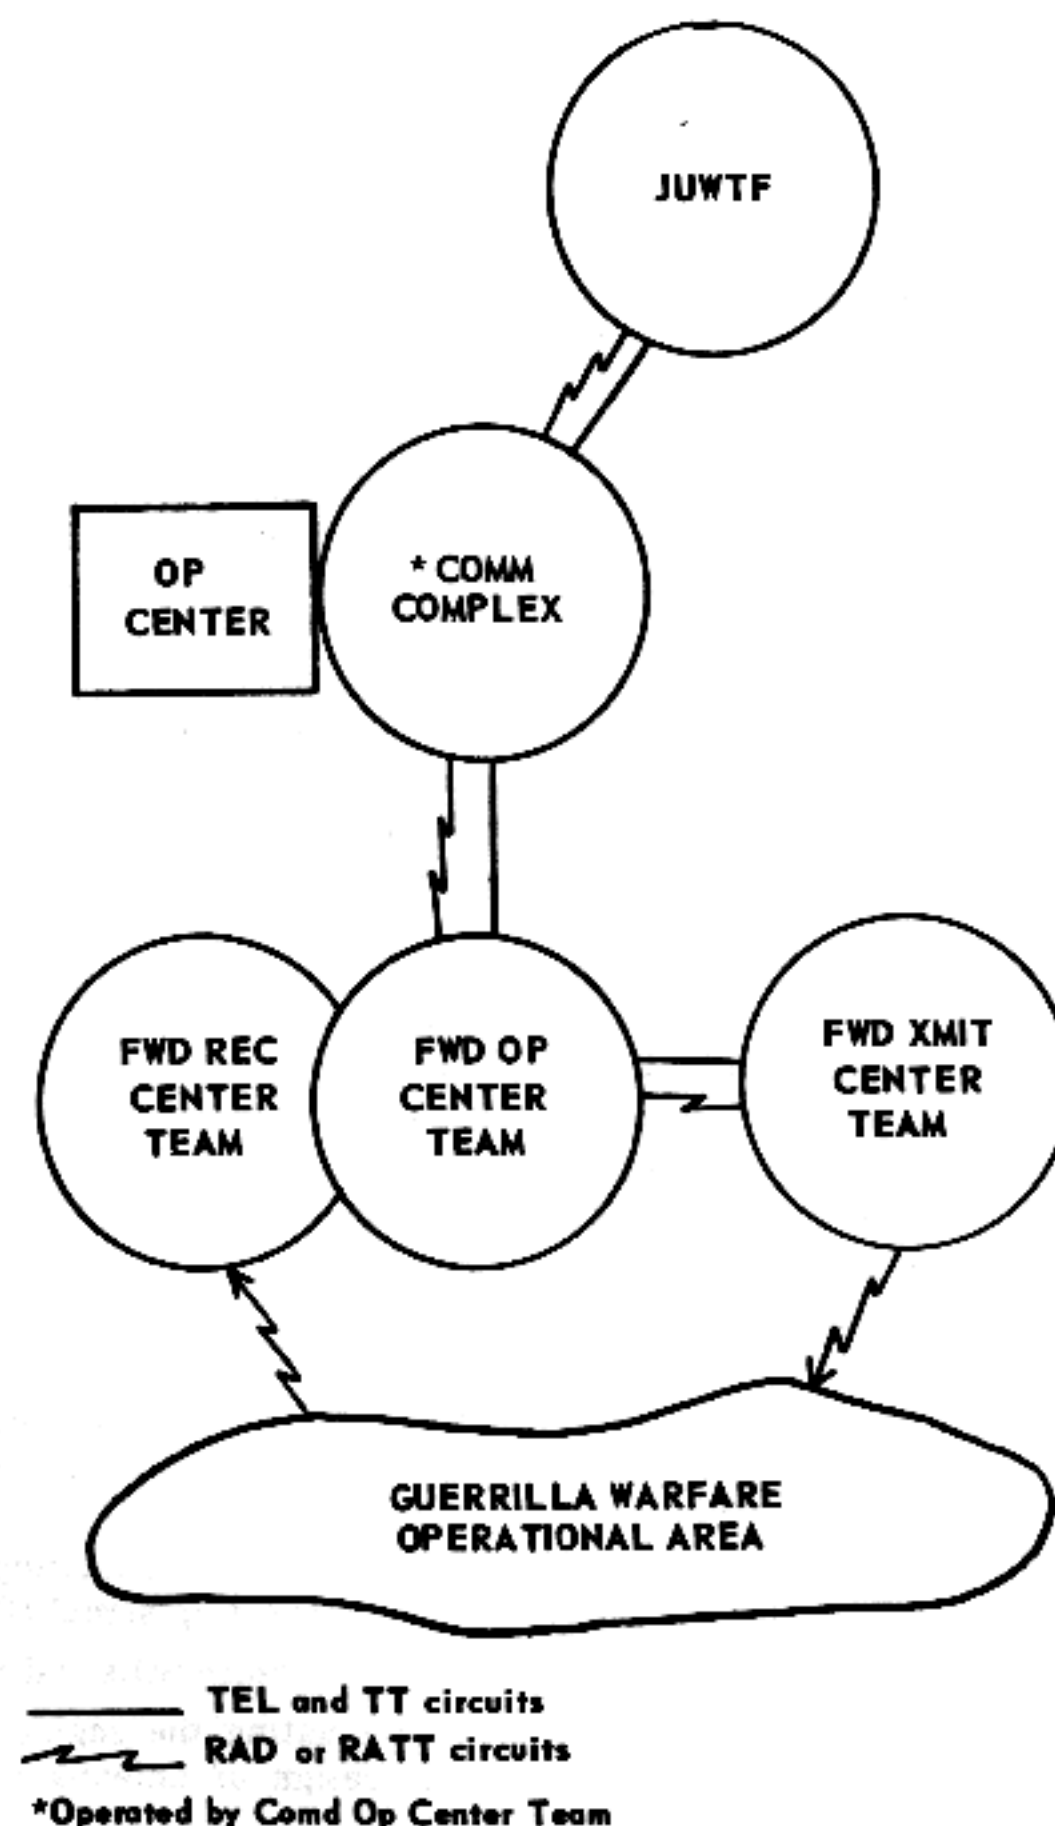 JUWTF
OP
CENTER
* COMM
COMPLEX
FWD REC
CENTER
TEAM
FWD OP
CENTER
TEAM
FWD XMIT
CENTER
TEAM
GUERRILLA WARFARE
OPERATIONAL AREA
TEL and TT circuits
RAD or RATT circuits
*Operated by Comd Op Center Team